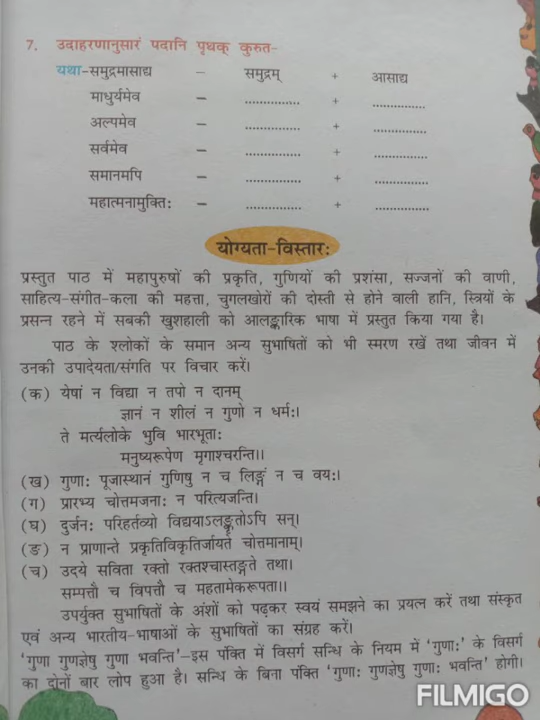 7. उदाहरणानुसारं पदानि पृथक् कुरुत-
यथा-समुद्रमासाद्य – समुद्रम् + आसाद्य
माधुर्यमेव – ............... + ...............
अल्पमेव – ............... + ...............
सर्वमेव – ............... + ...............
समानमपि – ............... + ...............
महात्मनामुक्तिः – ............... + ...............
योग्यता-विस्तारः
प्रस्तुत पाठ में महापुरुषों की प्रकृति, गुणियों की प्रशंसा, सज्जनों की वाणी,
साहित्य-संगीत-कला की महत्ता, चुगलखोरों की दोस्ती से होने वाली हानि, स्त्रियों के
प्रसन्न रहने में सबकी खुशहाली को आलङ्कारिक भाषा में प्रस्तुत किया गया है।
पाठ के श्लोकों के समान अन्य सुभाषितों को भी स्मरण रखें तथा जीवन में
उनकी उपादेयता/संगति पर विचार करें।
(क) येषां न विद्या न तपो न दानम्
ज्ञानं न शीलं न गुणो न धर्मः।
ते मर्त्यलोके भुवि भारभूताः
मनुष्यरूपेण मृगाश्चरन्ति।।
(ख) गुणाः पूजास्थानं गुणिषु न च लिङ्गं न च वयः।
(ग) प्रारभ्य चोत्तमजनाः न परित्यजन्ति।
(घ) दुर्जनः परिहर्तव्यो विद्ययाऽलङ्कृतोऽपि सन्।
(ङ) न प्राणान्ते प्रकृतिविकृतिर्जायते चोत्तमानाम्।
(च) उदये सविता रक्तो रक्तश्चास्तङ्गते तथा।
सम्पत्तौ च विपत्तौ च महतामेकरूपता।।
उपर्युक्त सुभाषितों के अंशों को पढ़कर स्वयं समझने का प्रयत्न करें तथा संस्कृत
एवं अन्य भारतीय-भाषाओं के सुभाषितों का संग्रह करें।
'गुणा गुणज्ञेषु गुणा भवन्ति'–इस पंक्ति में विसर्ग सन्धि के नियम में 'गुणाः' के विसर्ग
का दोनों बार लोप हुआ है। सन्धि के बिना पंक्ति 'गुणाः गुणज्ञेषु गुणाः भवन्ति' होगी।
FILMIGO